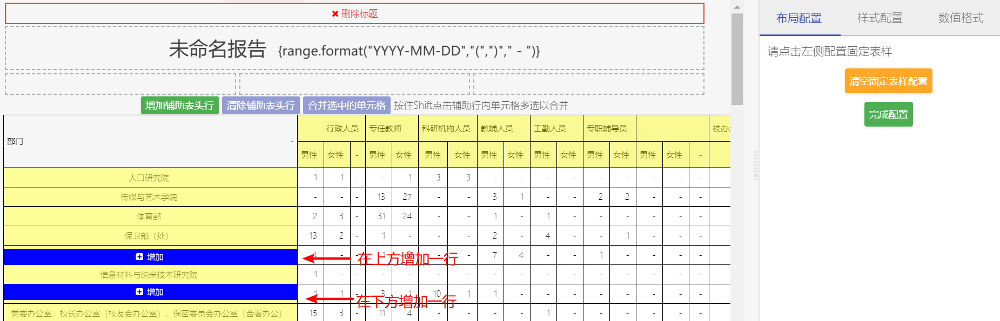 删除标题
布局配置 样式配置 数值格式
未命名报告 {range.format("YYYY-MM-DD","(",")"," - ")}
请点击左侧配置固定表样
清空固定表样配置
完成配置
增加辅助表头行 清除辅助表头行 合并选中的单元格 按住Shift点击辅助行内单元格多选以合并
部门 行政人员 专任教师 科研机构人员 教辅人员 工勤人员 专职辅导员 -
男性 女性 - 男性 女性 男性 女性 男性 女性 男性 女性 男性 女性 男性 女性 -
人口研究院 1 1 - - 1 3 3 - - - - - - - - -
传媒与艺术学院 - - - 13 27 - - 3 1 - - 2 2 - - -
体育部 2 3 - 31 24 - - 1 - 1 - - - - - -
保卫部（处） 13 2 - 1 - - - 2 - 4 - - 1 - - -
增加 4 - - 1 - - 7 4 - - 1 - - - -
在上方增加一行
信息材料与纳米技术研究院 1 - - - - - - - - - - - - - - -
增加 1 1 - 3 1 10 1 1 - - - - - - - -
在下方增加一行
党委办公室、校长办公室（校友会办公室）、保密委员会办公室（合署办公） 15 3 - 11 4 - - - - 1 - - - - - -